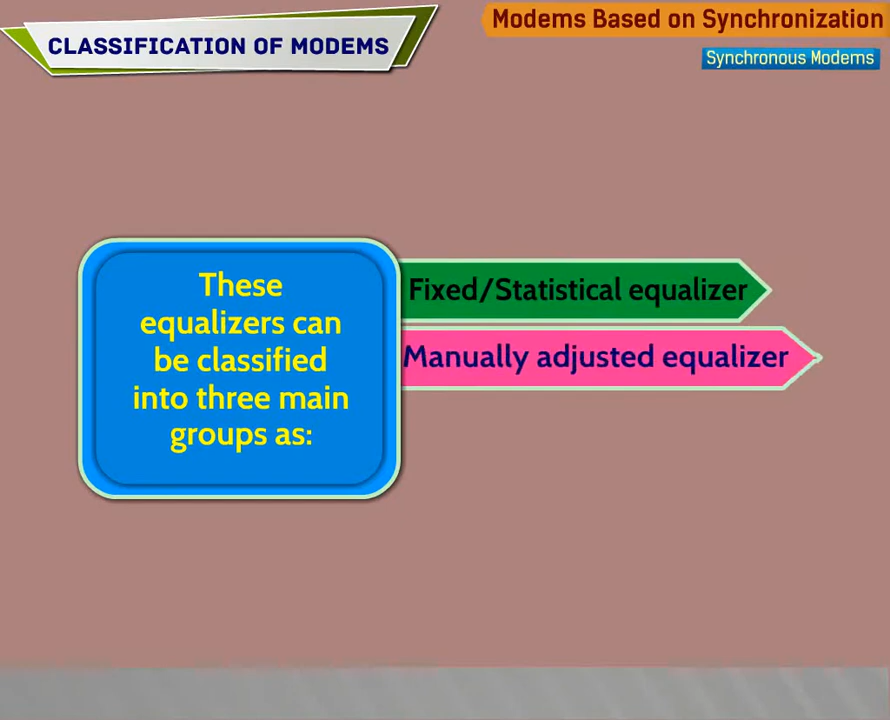 CLASSIFICATION OF MODEMS
Modems Based on Synchronization
Synchronous Modems
These
equalizers can
be classified
into three main
groups as:
Fixed/Statistical equalizer
Manually adjusted equalizer